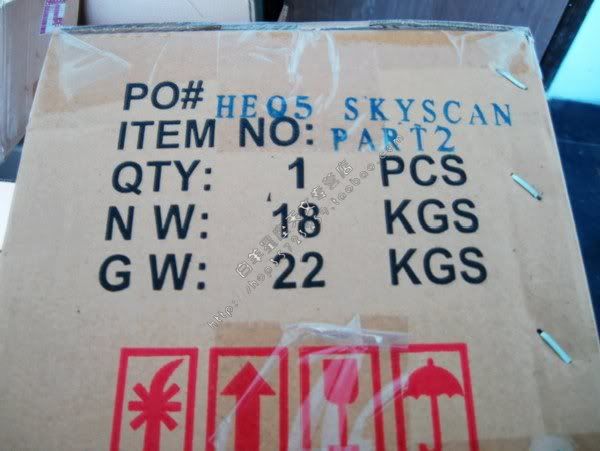 PO# HEQ5 SKYSCAN
ITEM NO: PART2
QTY: 1 PCS
N W: 18 KGS
G W: 22 KGS